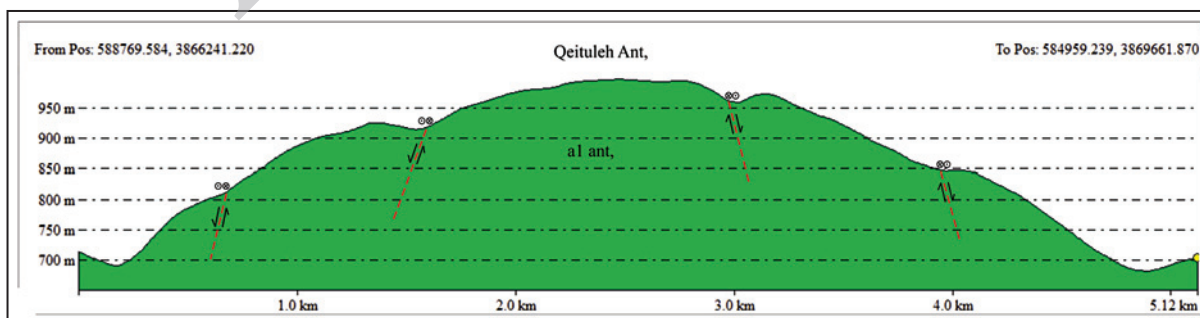 From Pos: 588769.584, 3866241.220
Qeituleh Ant,
To Pos: 584959.239, 3869661.870
950 m
900 m
a1 ant,
850 m
800 m
750 m
700 m
1.0 km
2.0 km
3.0 km
4.0 km
5.12 km